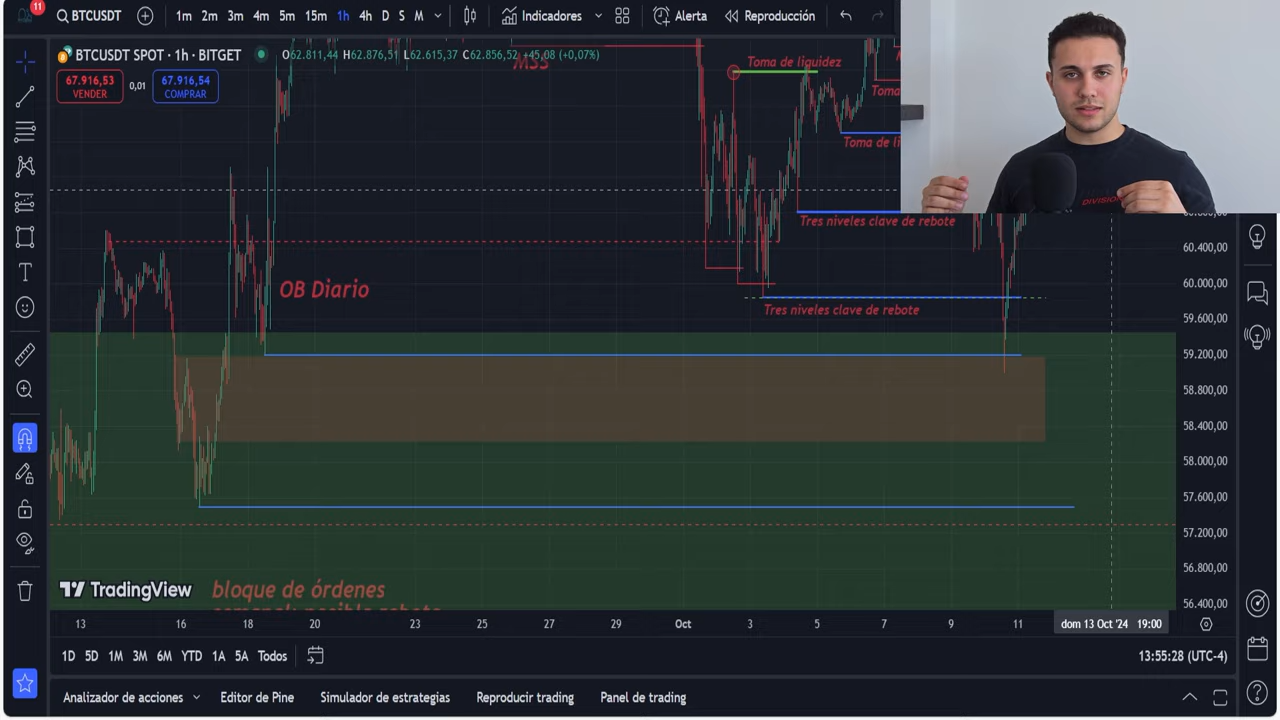 11
BTCUSDT
1m 2m 3m 4m 5m 15m 1h 4h D S M
Indicadores
Alerta
Reproducción
BTCUSDT SPOT · 1h · BITGET
O62.811,44 H62.876,51 L62.615,37 C62.856,52 +45,08 (+0,07%)
67.916,53
VENDER
0,01
67.916,54
COMPRAR
MSS
Toma de liquidez
Toma
Toma de li
DIVISION
Tres niveles clave de rebote
OB Diario
Tres niveles clave de rebote
60.400,00
60.000,00
59.600,00
59.200,00
58.800,00
58.400,00
58.000,00
57.600,00
57.200,00
56.800,00
56.400,00
TradingView
bloque de órdenes
13 16 18 20 23 25 27 29 Oct 3 5 7 9 11
dom 13 Oct '24 19:00
1D 5D 1M 3M 6M YTD 1A 5A Todos
13:55:28 (UTC-4)
Analizador de acciones
Editor de Pine
Simulador de estrategias
Reproducir trading
Panel de trading